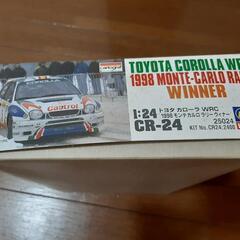 TOYOTA COROLLA WR
1998 MONTE-CARLO RA
WINNER
Cartograf
Castrol
1:24
トヨタ カローラ WRC
1998 モンテカルロ ラリー ウィナー
CR-24
25024
KIT No.CR24:2400